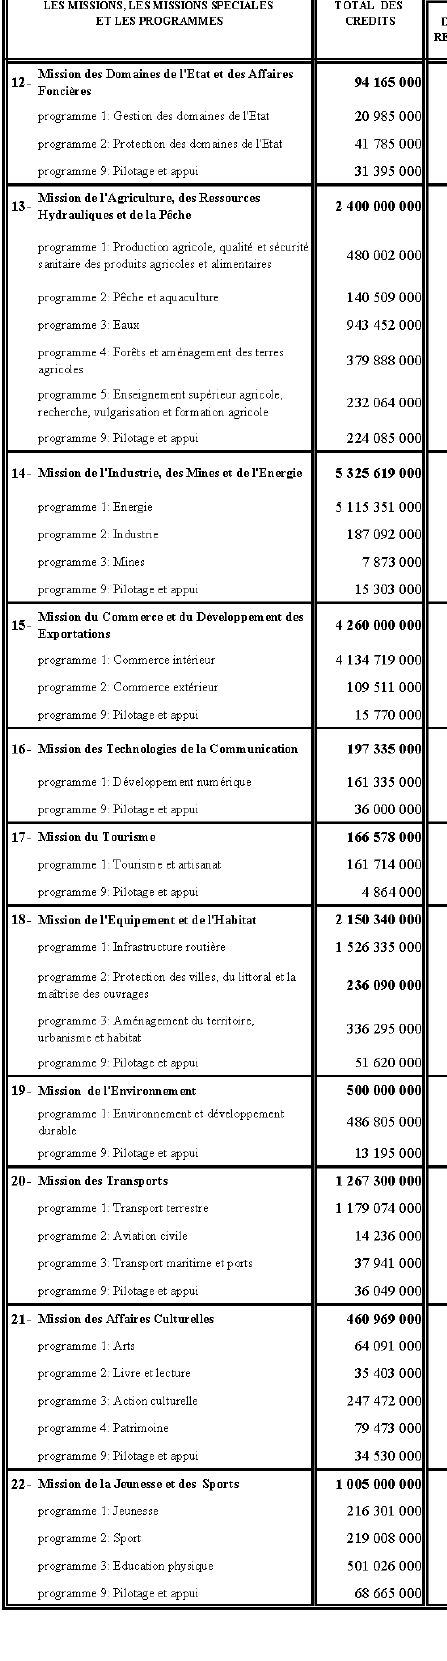 LES MISSIONS, LES MISSIONS SPECIALES
ET LES PROGRAMMES
TOTAL DES
CREDITS
D
RE
12- Mission des Domaines de l'Etat et des Affaires
Foncières
94 165 000
programme 1: Gestion des domaines de l'Etat 20 985 000
programme 2: Protection des domaines de l'Etat 41 785 000
programme 9: Pilotage et appui 31 395 000
13- Mission de l'Agriculture, des Ressources
Hydrauliques et de la Pêche
2 400 000 000
programme 1: Production agricole, qualité et sécurité
sanitaire des produits agricoles et alimentaires
480 002 000
programme 2: Pêche et aquaculture 140 509 000
programme 3: Eaux 943 452 000
programme 4: Forêts et aménagement des terres
agricoles
379 888 000
programme 5: Enseignement supérieur agricole,
recherche, vulgarisation et formation agricole
232 064 000
programme 9: Pilotage et appui 224 085 000
14- Mission de l'Industrie, des Mines et de l'Energie 5 325 619 000
programme 1: Energie 5 115 351 000
programme 2: Industrie 187 092 000
programme 3: Mines 7 873 000
programme 9: Pilotage et appui 15 303 000
15- Mission du Commerce et du Développement des
Exportations
4 260 000 000
programme 1: Commerce intérieur 4 134 719 000
programme 2: Commerce extérieur 109 511 000
programme 9: Pilotage et appui 15 770 000
16- Mission des Technologies de la Communication 197 335 000
programme 1: Développement numérique 161 335 000
programme 9: Pilotage et appui 36 000 000
17- Mission du Tourisme 166 578 000
programme 1: Tourisme et artisanat 161 714 000
programme 9: Pilotage et appui 4 864 000
18- Mission de l'Equipement et de l'Habitat 2 150 340 000
programme 1: Infrastructure routière 1 526 335 000
programme 2: Protection des villes, du littoral et la
maîtrise des ouvrages
236 090 000
programme 3: Aménagement du territoire,
urbanisme et habitat
336 295 000
programme 9: Pilotage et appui 51 620 000
19- Mission de l'Environnement 500 000 000
programme 1: Environnement et développement
durable
486 805 000
programme 9: Pilotage et appui 13 195 000
20- Mission des Transports 1 267 300 000
programme 1: Transport terrestre 1 179 074 000
programme 2: Aviation civile 14 236 000
programme 3: Transport maritime et ports 37 941 000
programme 9: Pilotage et appui 36 049 000
21- Mission des Affaires Culturelles 460 969 000
programme 1: Arts 64 091 000
programme 2: Livre et lecture 35 403 000
programme 3: Action culturelle 247 472 000
programme 4: Patrimoine 79 473 000
programme 9: Pilotage et appui 34 530 000
22- Mission de la Jeunesse et des Sports 1 005 000 000
programme 1: Jeunesse 216 301 000
programme 2: Sport 219 008 000
programme 3: Education physique 501 026 000
programme 9: Pilotage et appui 68 665 000